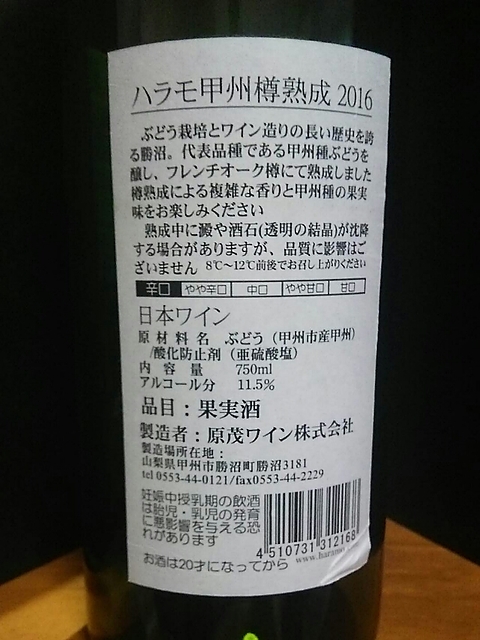 ハラモ甲州樽熟成 2016
ぶどう栽培とワイン造りの長い歴史を誇
る勝沼。代表品種である甲州種ぶどうを
醸し、フレンチオーク樽にて熟成しました
樽熟成による複雑な香りと甲州種の果実
味をお楽しみください
熟成中に澱や酒石(透明の結晶)が沈降
する場合がありますが、品質に影響はご
ざいません 8℃〜12℃前後でお召し上がりください
辛口 やや辛口 中口 やや甘口 甘口
日本ワイン
原材料名 ぶどう（甲州市産甲州）
/酸化防止剤（亜硫酸塩）
内容量 750ml
アルコール分 11.5%
品目：果実酒
製造者：原茂ワイン株式会社
製造場所在地：
山梨県甲州市勝沼町勝沼3181
tel 0553-44-0121/fax0553-44-2229
妊娠中授乳期の飲酒
は胎児・乳児の発育
に悪影響を与える恐
れがあります
4 510731 312168
www.haramo
お酒は20才になってから